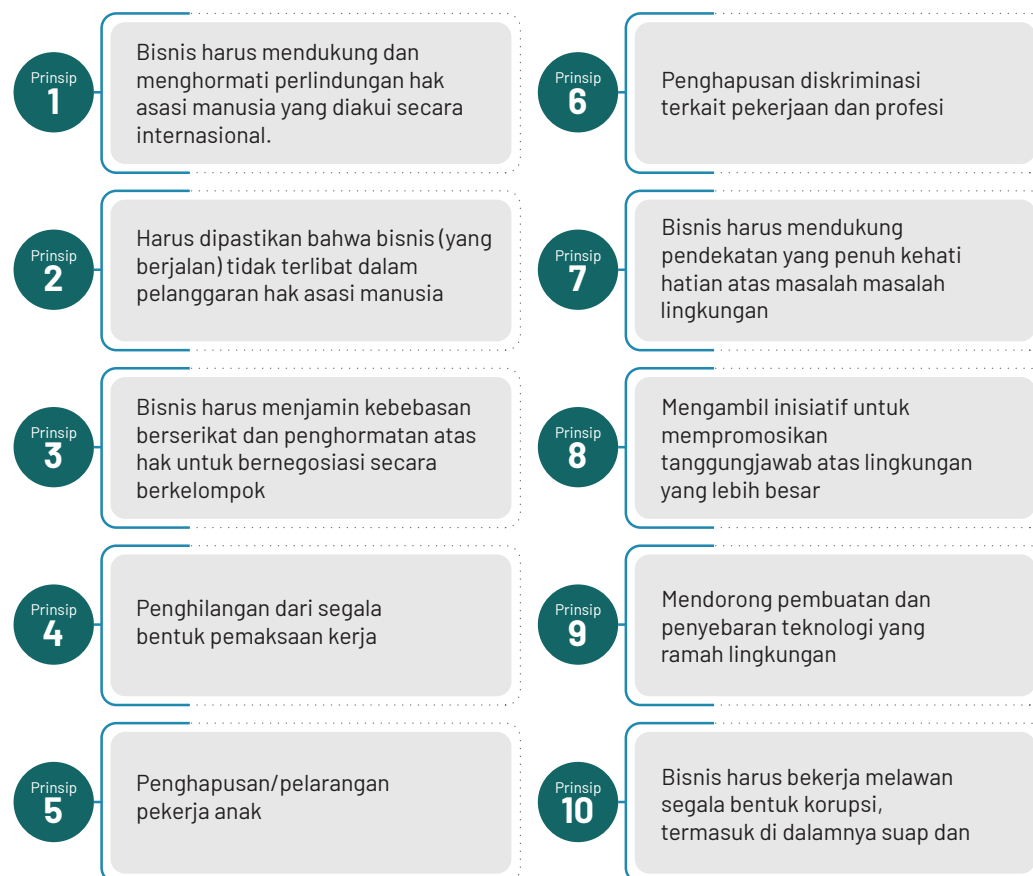 Prinsip
1
Bisnis harus mendukung dan
menghormati perlindungan hak
asasi manusia yang diakui secara
internasional.
Prinsip
2
Harus dipastikan bahwa bisnis (yang
berjalan) tidak terlibat dalam
pelanggaran hak asasi manusia
Prinsip
3
Bisnis harus menjamin kebebasan
berserikat dan penghormatan atas
hak untuk bernegosiasi secara
berkelompok
Prinsip
4
Penghilangan dari segala
bentuk pemaksaan kerja
Prinsip
5
Penghapusan/pelarangan
pekerja anak
Prinsip
6
Penghapusan diskriminasi
terkait pekerjaan dan profesi
Prinsip
7
Bisnis harus mendukung
pendekatan yang penuh kehati
hatian atas masalah masalah
lingkungan
Prinsip
8
Mengambil inisiatif untuk
mempromosikan
tanggungjawab atas lingkungan
yang lebih besar
Prinsip
9
Mendorong pembuatan dan
penyebaran teknologi yang
ramah lingkungan
Prinsip
10
Bisnis harus bekerja melawan
segala bentuk korupsi,
termasuk di dalamnya suap dan